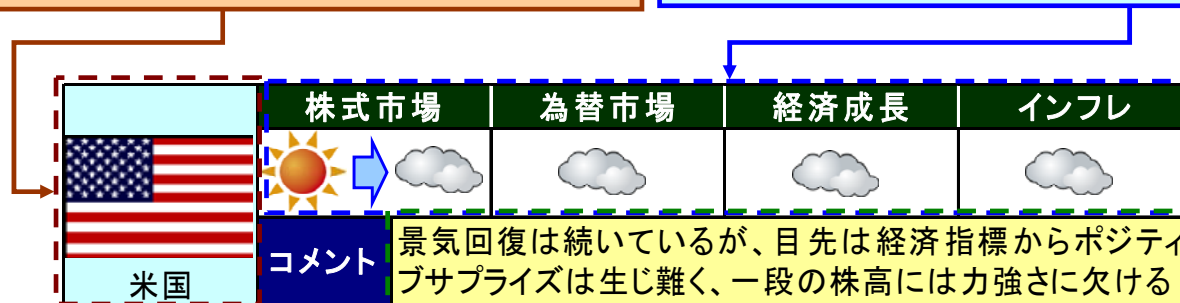 株式市場
為替市場
経済成長
インフレ
米国
コメント
景気回復は続いているが、目先は経済指標からポジティ
ブサプライズは生じ難く、一段の株高には力強さに欠ける